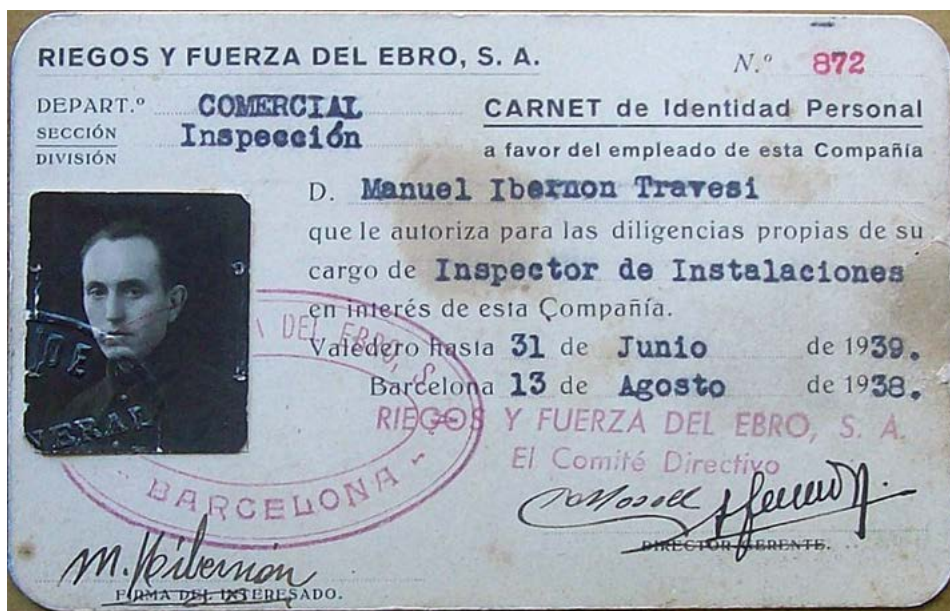 RIEGOS Y FUERZA DEL EBRO, S. A.
N.º 872
DEPART.º COMERCIAL
SECCIÓN Inspección
DIVISIÓN
CARNET de Identidad Personal
a favor del empleado de esta Compañía
D. Manuel Ibernon Travesi
que le autoriza para las diligencias propias de su
cargo de Inspector de Instalaciones
en interés de esta Compañía.
Valedero hasta 31 de Junio de 1939.
Barcelona 13 de Agosto de 1938.
RIEGOS Y FUERZA DEL EBRO, S. A.
El Comité Directivo
DIRECTOR GERENTE.
DEL EBRO, S.
- BARCELONA -
M. Hibernón
FIRMA DEL INTERESADO.